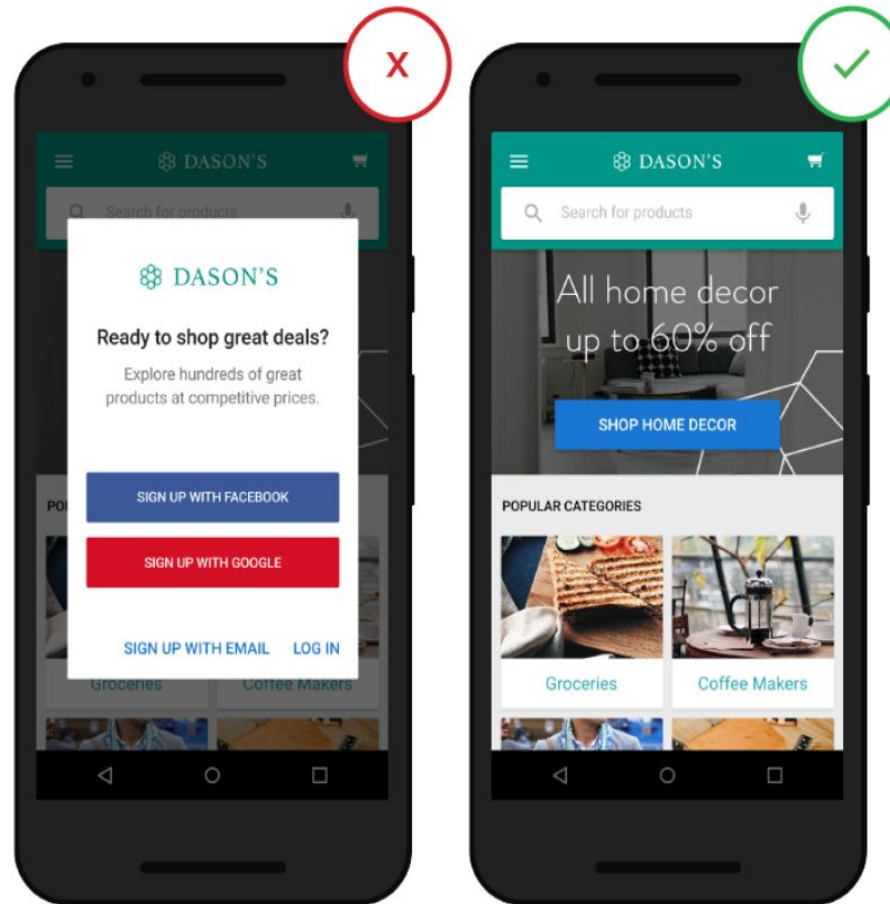 X
DASON'S
Search for products
DASON'S
Ready to shop great deals?
Explore hundreds of great
products at competitive prices.
SIGN UP WITH FACEBOOK
SIGN UP WITH GOOGLE
SIGN UP WITH EMAIL LOG IN
Groceries Coffee Makers
DASON'S
Search for products
All home decor
up to 60% off
SHOP HOME DECOR
POPULAR CATEGORIES
Groceries Coffee Makers